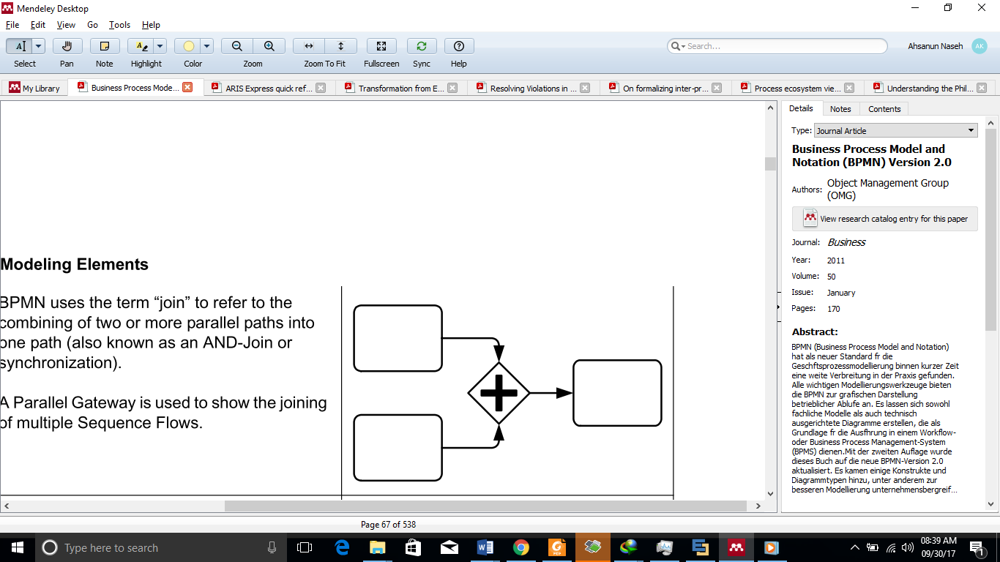 Mendeley Desktop
File Edit View Go Tools Help
Search...
Ahsanun Naseh AK
Select Pan Note Highlight Color Zoom Zoom To Fit Fullscreen Sync Help
My Library Business Process Mode... ARIS Express quick ref... Transformation from E... Resolving Violations in ... On formalizing inter-pr... Process ecosystem vie... Understanding the Phil...
Modeling Elements
BPMN uses the term “join” to refer to the
combining of two or more parallel paths into
one path (also known as an AND-Join or
synchronization).
A Parallel Gateway is used to show the joining
of multiple Sequence Flows.
Details Notes Contents
Type: Journal Article
Business Process Model and
Notation (BPMN) Version 2.0
Authors: Object Management Group
(OMG)
View research catalog entry for this paper
Journal: Business
Year: 2011
Volume: 50
Issue: January
Pages: 170
Abstract:
BPMN (Business Process Model and Notation)
hat als neuer Standard fr die
Geschftsprozessmodellierung binnen kurzer Zeit
eine weite Verbreitung in der Praxis gefunden.
Alle wichtigen Modellierungswerkzeuge bieten
die BPMN zur grafischen Darstellung
betrieblicher Ablufe an. Es lassen sich sowohl
fachliche Modelle als auch technisch
ausgerichtete Diagramme erstellen, die als
Grundlage fr die Ausfhrung in einem Workflow-
oder Business Process Management-System
(BPMS) dienen.Mit der zweiten Auflage wurde
dieses Buch auf die neue BPMN-Version 2.0
aktualisiert. Es kamen einige Konstrukte und
Diagrammtypen hinzu, unter anderem zur
besseren Modellierung unternehmensbergreif...
Page 67 of 538
Type here to search
08:39 AM
09/30/17
1